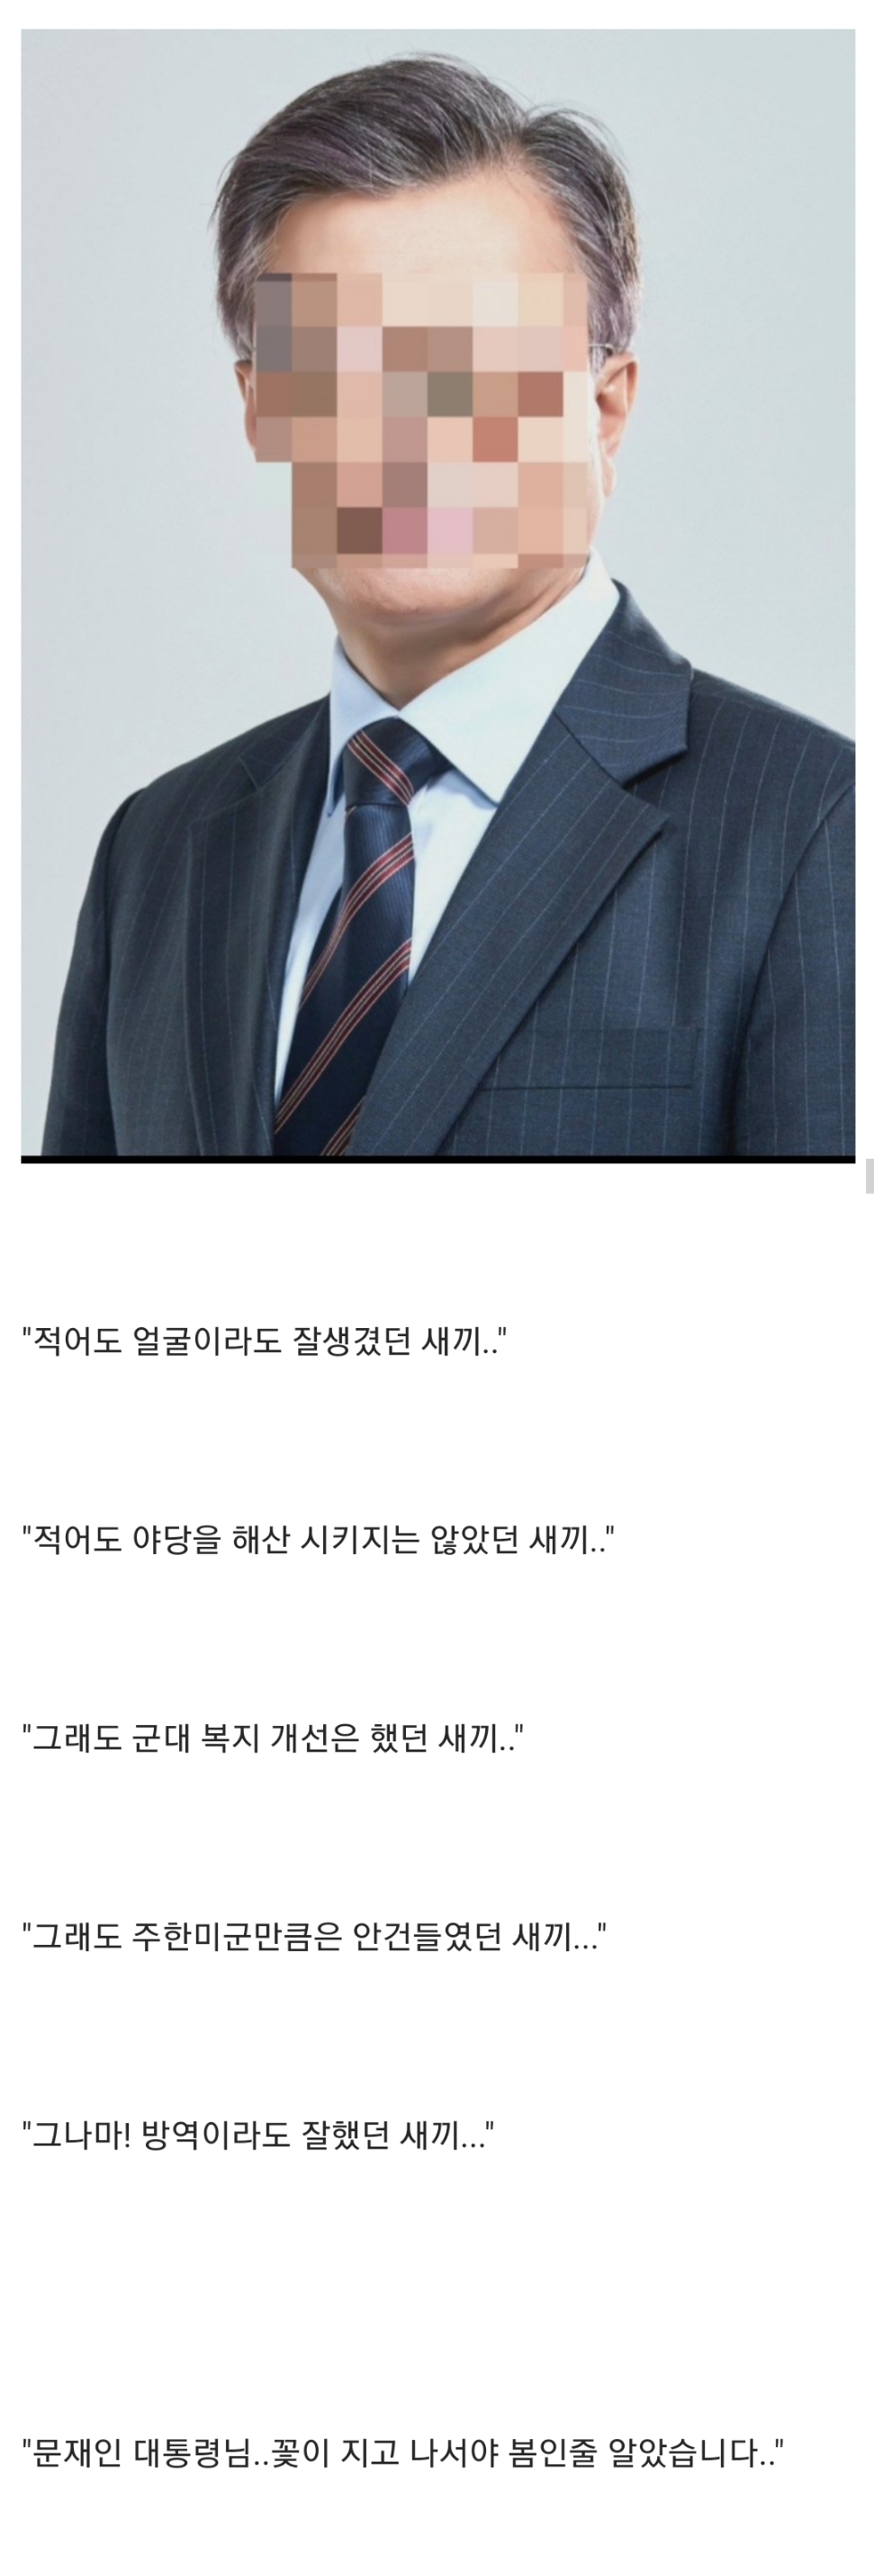 "적어도 얼굴이라도 잘생겼던 새끼.."
"적어도 야당을 해산 시키지는 않았던 새끼.."
"그래도 군대 복지 개선은 했던 새끼.."
"그래도 주한미군만큼은 안건들였던 새끼..."
"그나마! 방역이라도 잘했던 새끼..."
"문재인 대통령님..꽃이 지고 나서야 봄인줄 알았습니다.."